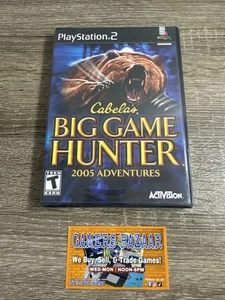 PlayStation.2
Cabela's
BIG GAME
HUNTER
2005 ADVENTURES
TEEN
T
ACTIVISION
GAMERS BAZAAR
We Buy, Sell, & Trade Games!
WED-MON / NOON-8PM